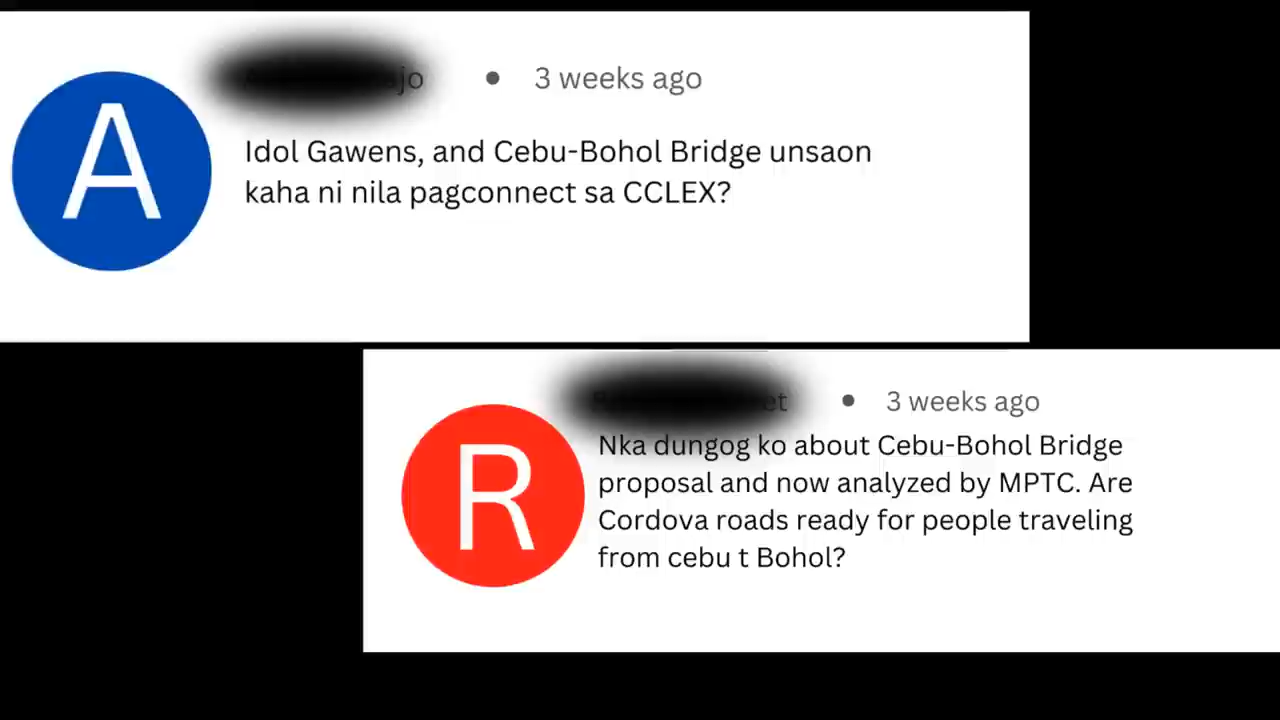 A
3 weeks ago
Idol Gawens, and Cebu-Bohol Bridge unsaon
kaha ni nila pagconnect sa CCLEX?
R
3 weeks ago
Nka dungog ko about Cebu-Bohol Bridge
proposal and now analyzed by MPTC. Are
Cordova roads ready for people traveling
from cebu t Bohol?